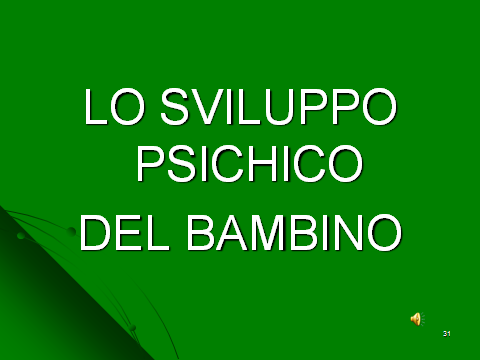 LO SVILUPPO
PSICHICO
DEL BAMBINO
31